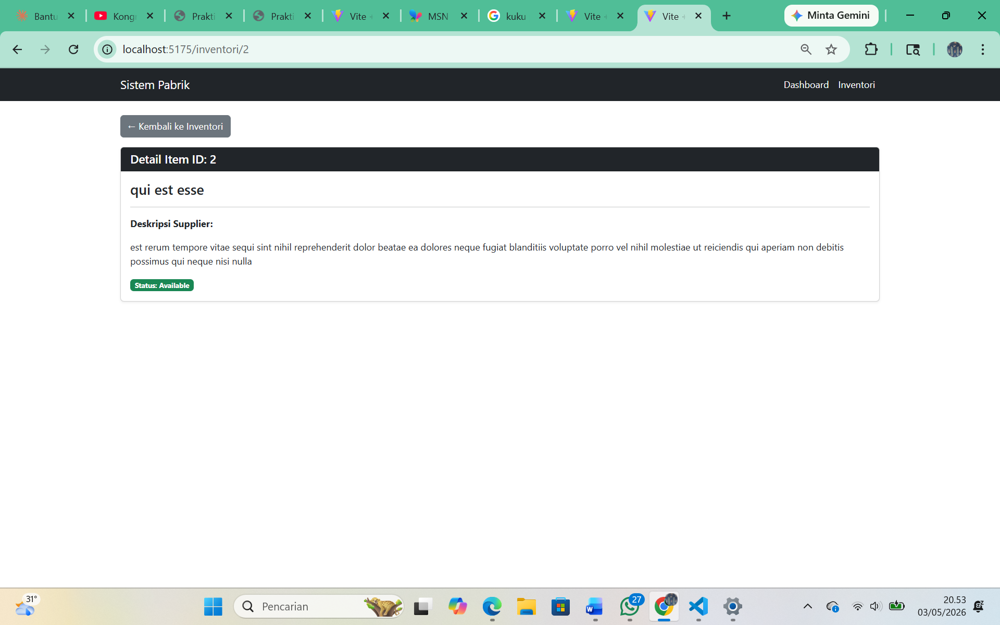 Bantu
Kong
Prakti
Prakti
Vite
MSN
kuku
Vite
Vite
Minta Gemini
localhost:5175/inventori/2
Sistem Pabrik
Dashboard
Inventori
← Kembali ke Inventori
Detail Item ID: 2
qui est esse
Deskripsi Supplier:
est rerum tempore vitae sequi sint nihil reprehenderit dolor beatae ea dolores neque fugiat blanditiis voluptate porro vel nihil molestiae ut reiciendis qui aperiam non debitis
possimus qui neque nisi nulla
Status: Available
31°
Pencarian
27
20.53
03/05/2026